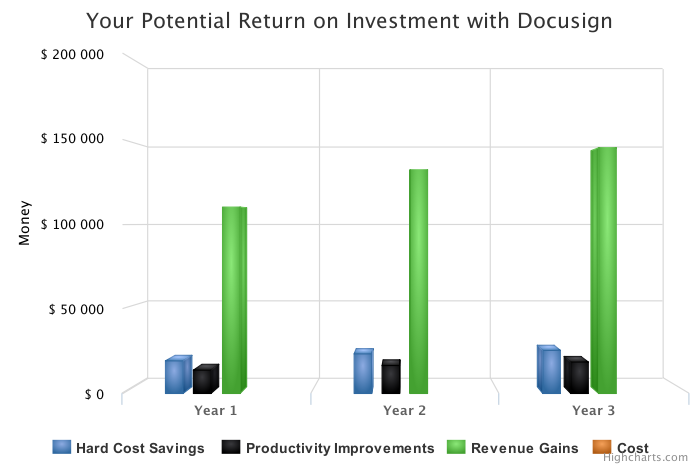 Your Potential Return on Investment with Docusign
$ 200 000
$ 150 000
$ 100 000
$ 50 000
$ 0
Money
Year 1
Year 2
Year 3
Hard Cost Savings
Productivity Improvements
Revenue Gains
Cost
Highcharts.com